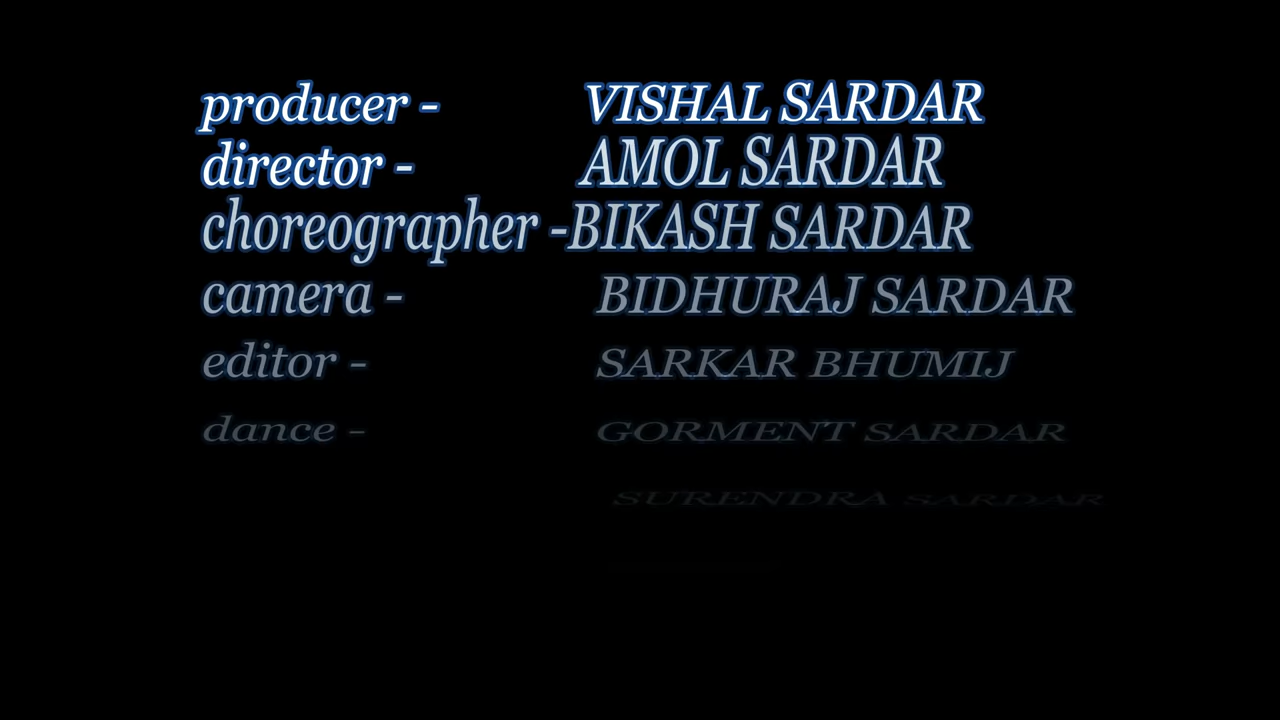 producer - VISHAL SARDAR
director - AMOL SARDAR
choreographer -BIKASH SARDAR
camera - BIDHURAJ SARDAR
editor - SARKAR BHUMIJ
dance - GORMENT SARDAR
SURENDRA SARDAR